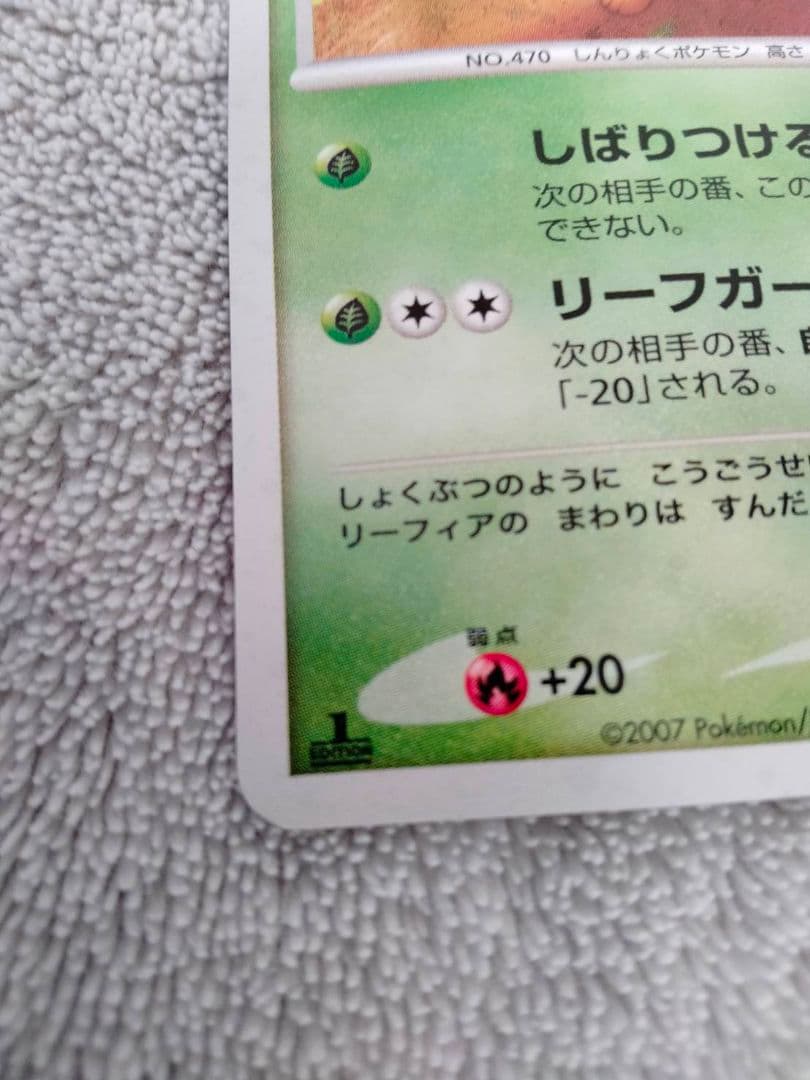 NO.470 しんりょくポケモン 高さ
しばりつける
次の相手の番、この
できない。
リーフガー
次の相手の番、
「-20」される。
しょくぶつのように こうごうせい
リーフィアの まわりは すんだ
弱点
+20
1
EDITION
©2007 Pokémon/